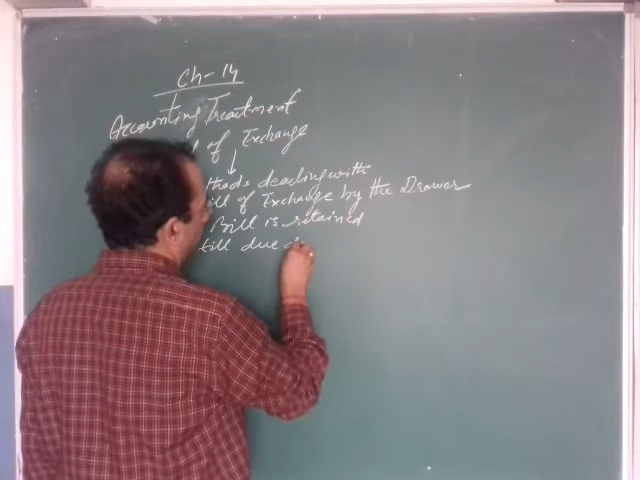 Ch-14
Accounting Treatment
of Exchange
thods dealing with
ill of Exchange by the Drawer
Bill is retained
till due d